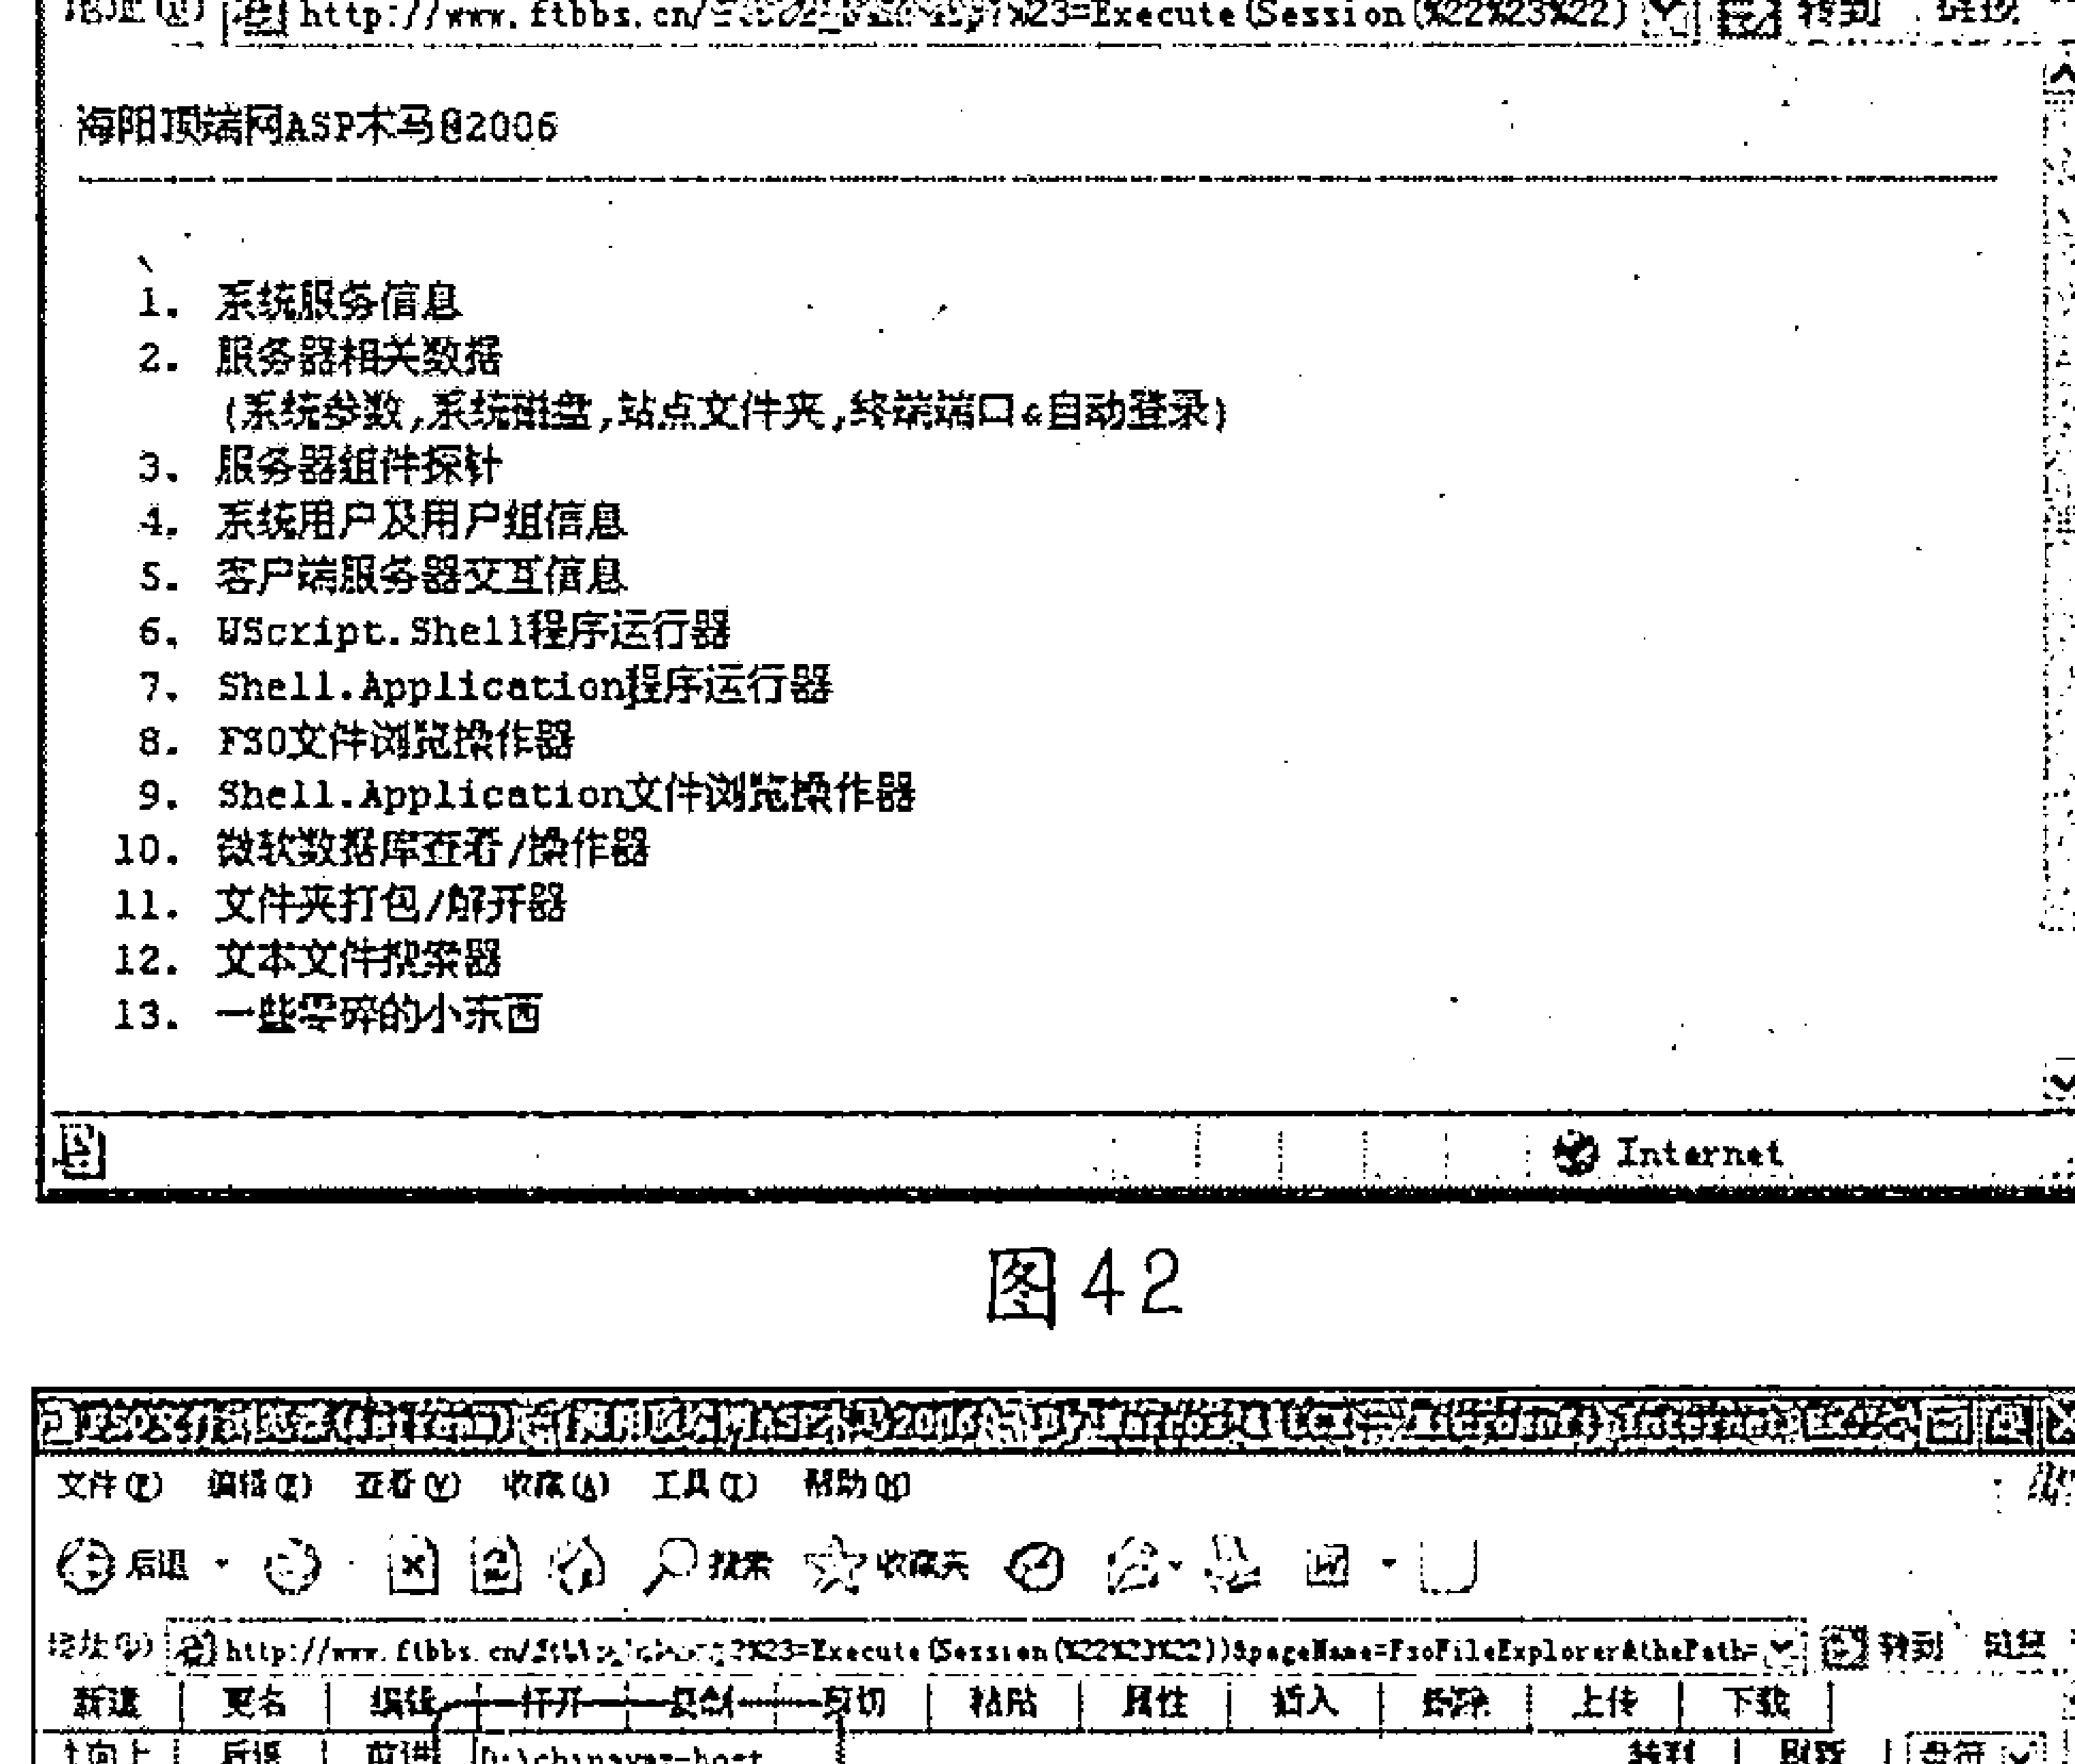 http://www.ftbbs.cn/ %23=Execute(Session(%22%23%22) 转到
海阳顶端网ASP木马@2006
1. 系统服务信息
2. 服务器相关数据
(系统参数,系统磁盘,站点文件夹,终端端口&自动登录)
3. 服务器组件探针
4. 系统用户及用户组信息
5. 客户端服务器交互信息
6. WScript.Shell程序运行器
7. Shell.Application程序运行器
8. FSO文件浏览操作器
9. Shell.Application文件浏览操作器
10. 微软数据库查看/操作器
11. 文件夹打包/解开器
12. 文本文件搜索器
13. 一些零碎的小东西
Internet
图42
文件(F) 编辑(E) 查看(V) 收藏(A) 工具(T) 帮助(H)
后退 搜索 收藏夹
地址(D) http://www.ftbbs.cn/ ?%23=Execute(Session(%22%23%22))&pageName=FsoFileExplorer&thePath= 转到 链接
新建 更名 编辑 打开 复制 剪切 粘贴 属性 插入 删除 上传 下载
↑向上 后退 前进 D:\chinavar-host 转到 刷新 盘符